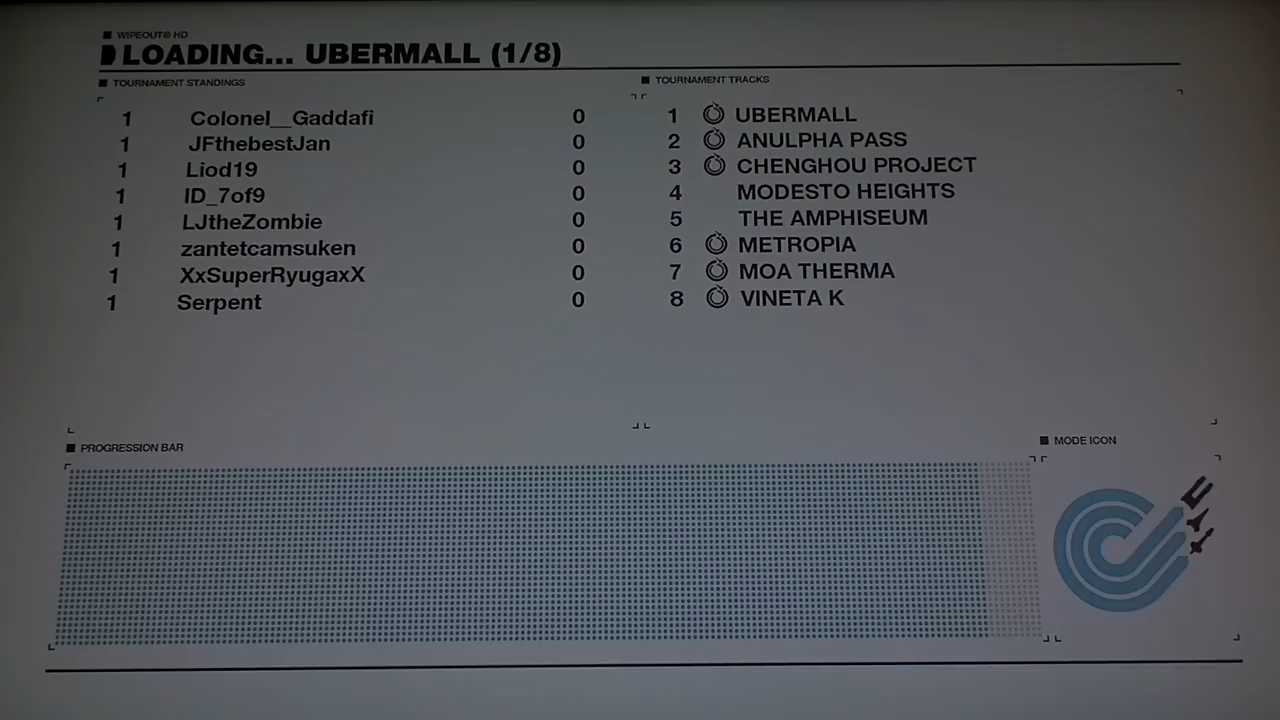 WIPEOUT® HD
LOADING... UBERMALL (1/8)
TOURNAMENT STANDINGS
1 Colonel__Gaddafi 0
1 JFthebestJan 0
1 Liod19 0
1 ID_7of9 0
1 LJtheZombie 0
1 zantetcamsuken 0
1 XxSuperRyugaxX 0
1 Serpent 0
TOURNAMENT TRACKS
1 UBERMALL
2 ANULPHA PASS
3 CHENGHOU PROJECT
4 MODESTO HEIGHTS
5 THE AMPHISEUM
6 METROPIA
7 MOA THERMA
8 VINETA K
PROGRESSION BAR
MODE ICON